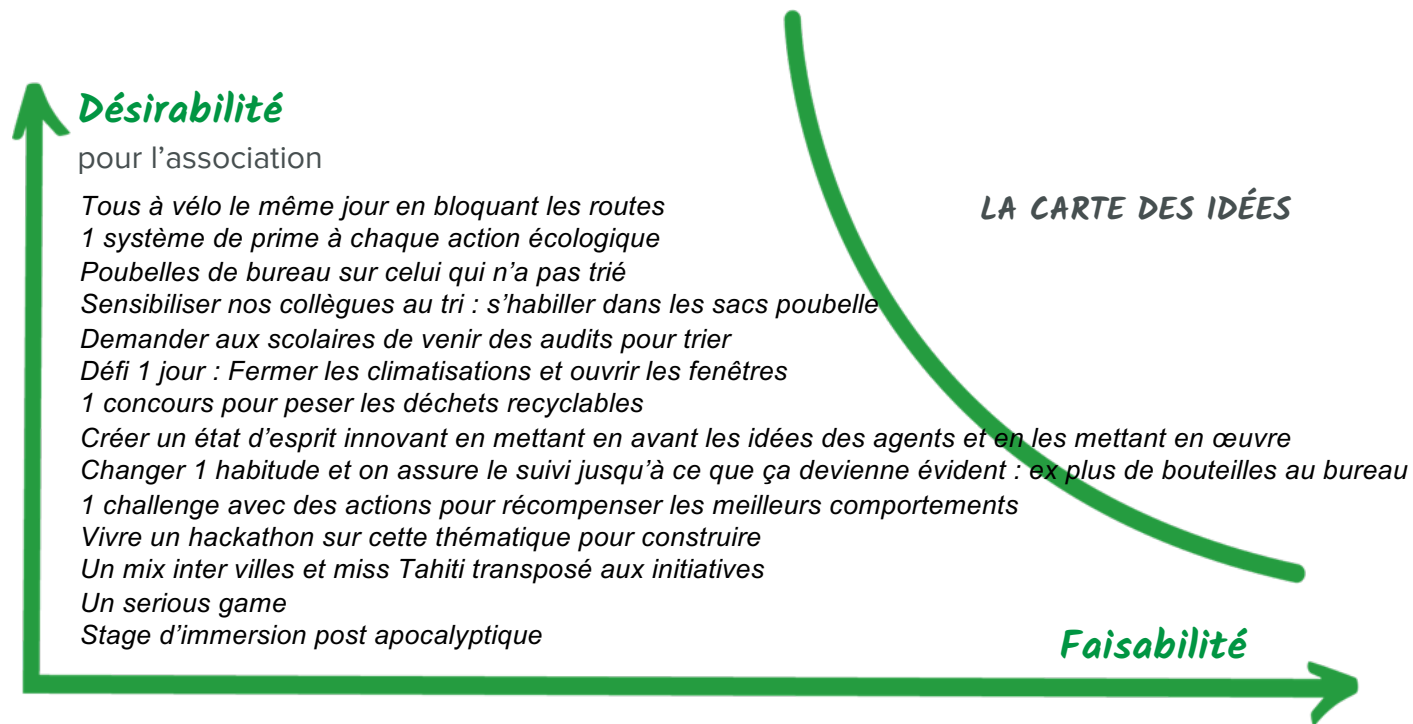 Désirabilité
pour l'association
LA CARTE DES IDÉES
Tous à vélo le même jour en bloquant les routes
1 système de prime à chaque action écologique
Poubelles de bureau sur celui qui n'a pas trié
Sensibiliser nos collègues au tri : s'habiller dans les sacs poubelle
Demander aux scolaires de venir des audits pour trier
Défi 1 jour : Fermer les climatisations et ouvrir les fenêtres
1 concours pour peser les déchets recyclables
Créer un état d'esprit innovant en mettant en avant les idées des agents et en les mettant en œuvre
Changer 1 habitude et on assure le suivi jusqu'à ce que ça devienne évident : ex plus de bouteilles au bureau
1 challenge avec des actions pour récompenser les meilleurs comportements
Vivre un hackathon sur cette thématique pour construire
Un mix inter villes et miss Tahiti transposé aux initiatives
Un serious game
Stage d'immersion post apocalyptique
Faisabilité